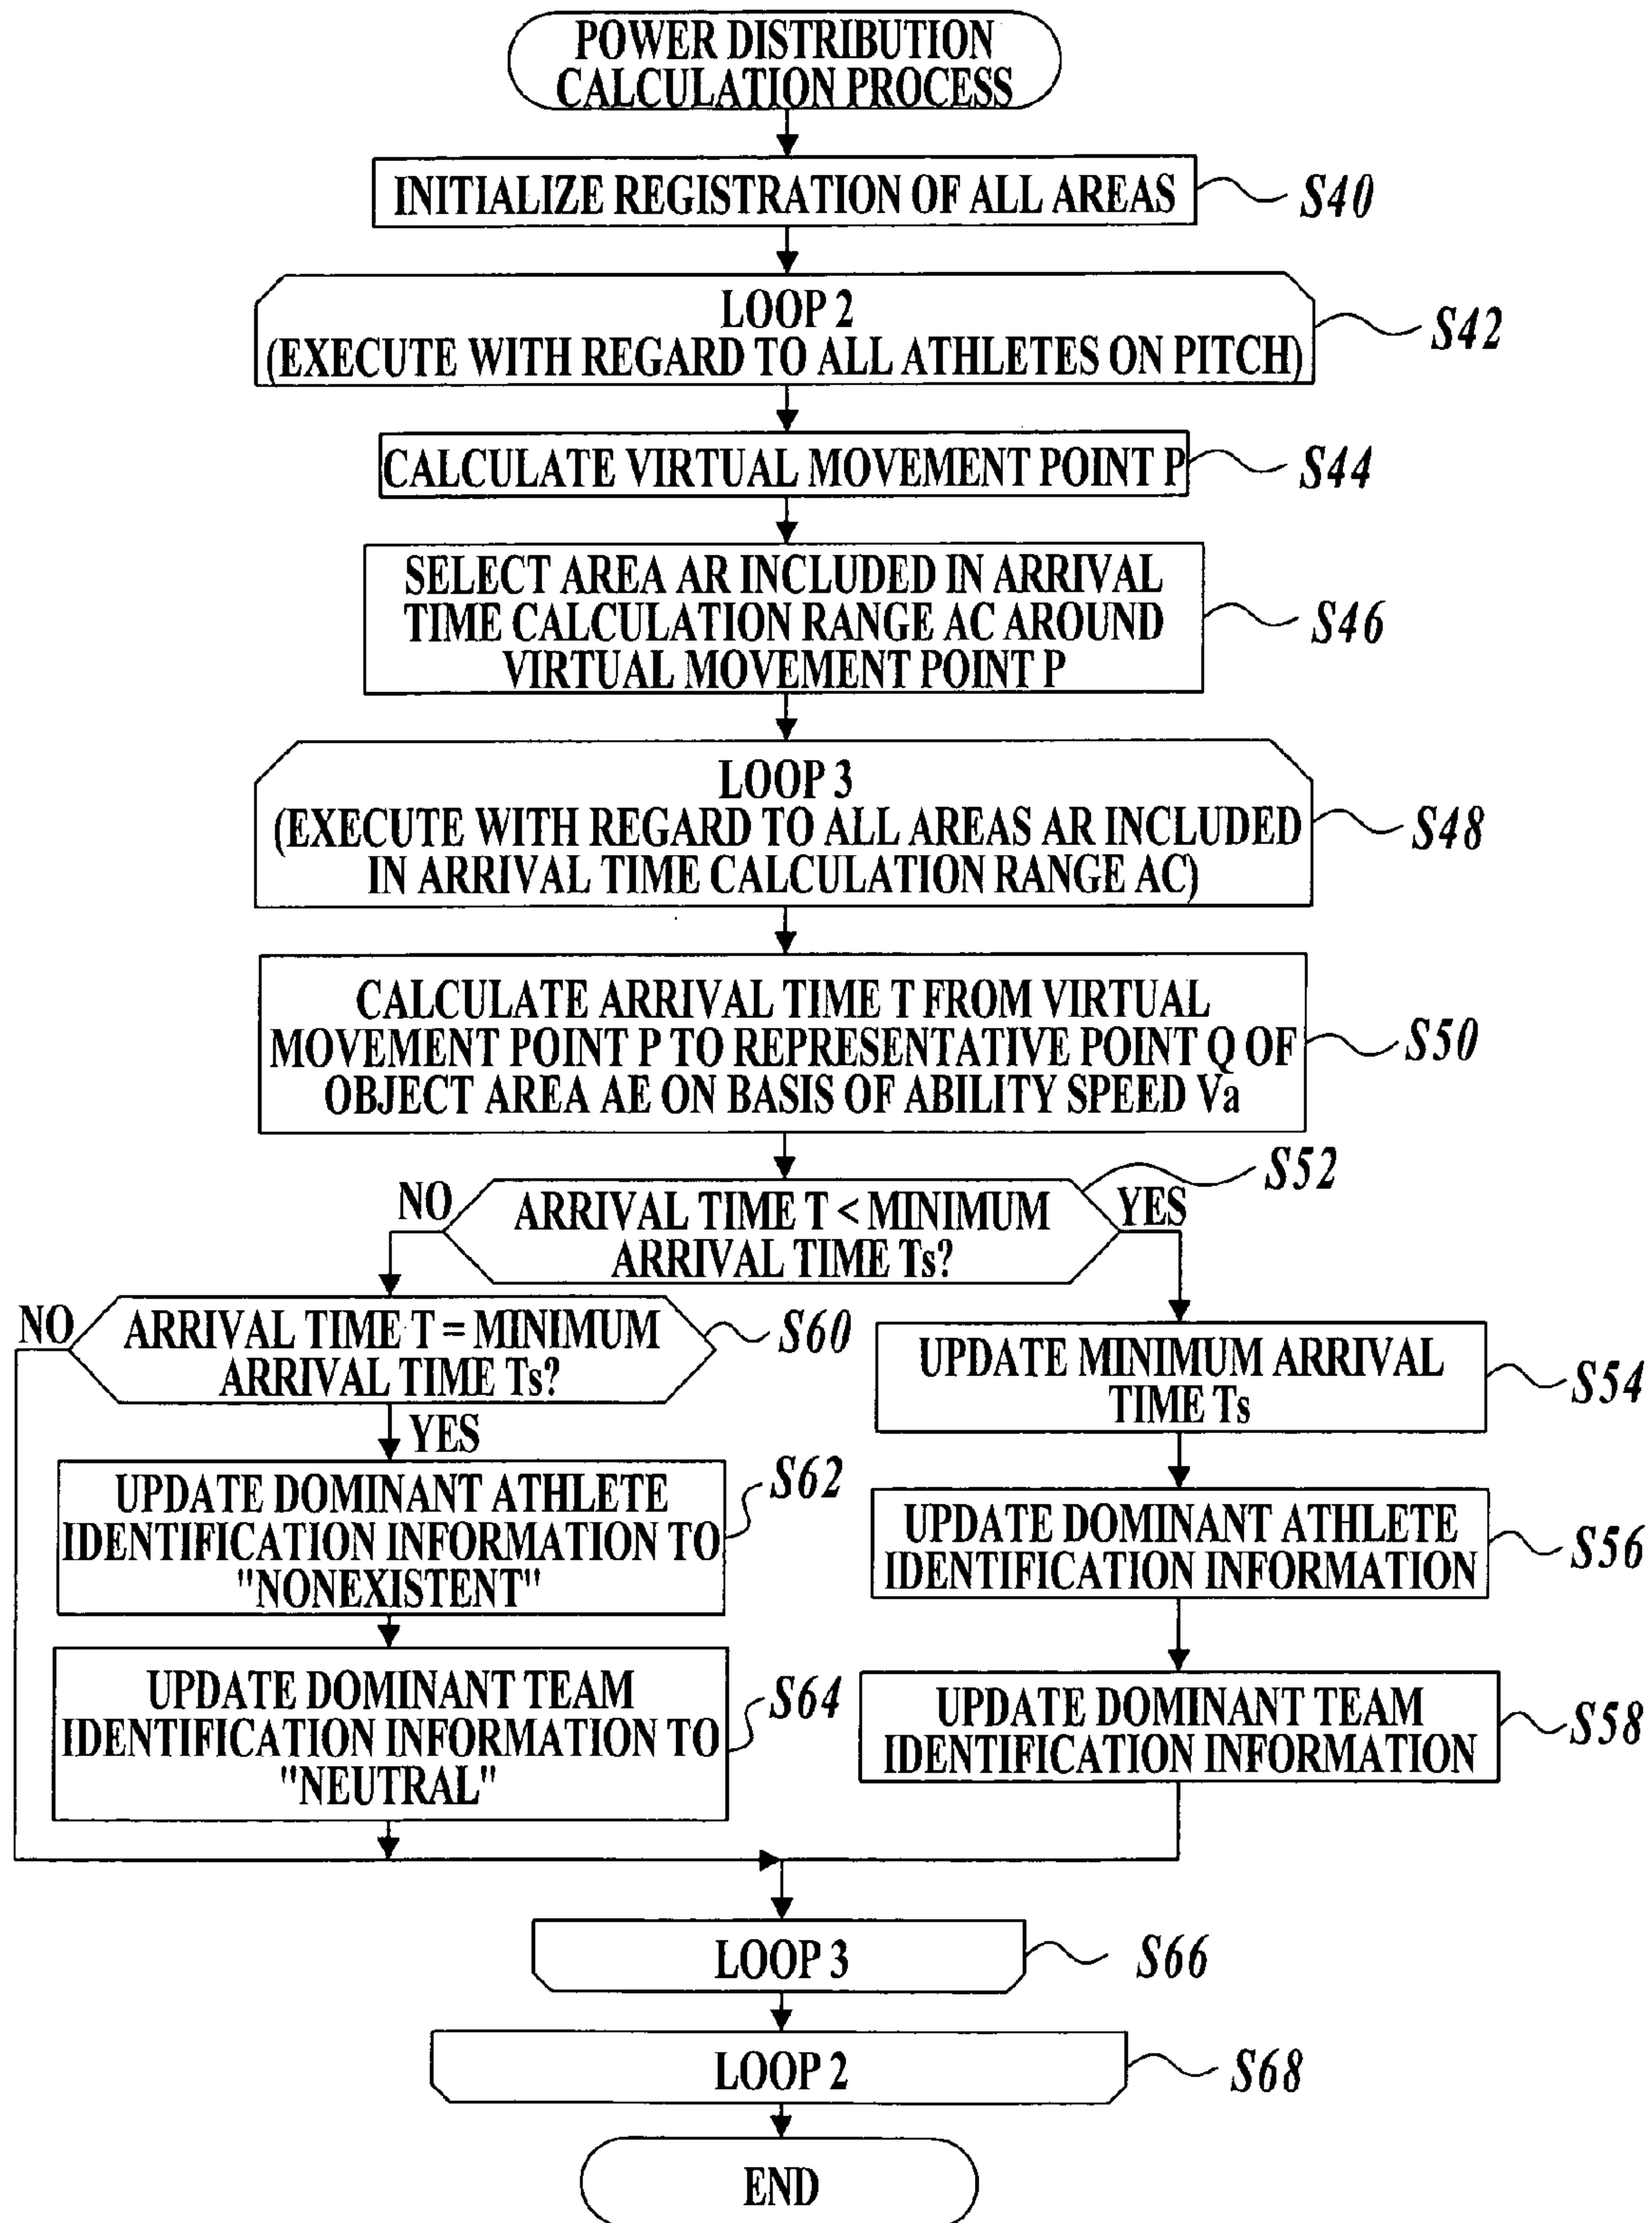 POWER DISTRIBUTION
CALCULATION PROCESS
INITIALIZE REGISTRATION OF ALL AREAS
S40
LOOP 2
(EXECUTE WITH REGARD TO ALL ATHLETES ON PITCH)
S42
CALCULATE VIRTUAL MOVEMENT POINT P
S44
SELECT AREA AR INCLUDED IN ARRIVAL
TIME CALCULATION RANGE AC AROUND
VIRTUAL MOVEMENT POINT P
S46
LOOP 3
(EXECUTE WITH REGARD TO ALL AREAS AR INCLUDED
IN ARRIVAL TIME CALCULATION RANGE AC)
S48
CALCULATE ARRIVAL TIME T FROM VIRTUAL
MOVEMENT POINT P TO REPRESENTATIVE POINT Q OF
OBJECT AREA AE ON BASIS OF ABILITY SPEED Va
S50
S52
NO
ARRIVAL TIME T < MINIMUM
ARRIVAL TIME Ts?
YES
NO
ARRIVAL TIME T = MINIMUM
ARRIVAL TIME Ts?
S60
YES
UPDATE MINIMUM ARRIVAL
TIME Ts
S54
UPDATE DOMINANT ATHLETE
IDENTIFICATION INFORMATION TO
"NONEXISTENT"
S62
UPDATE DOMINANT ATHLETE
IDENTIFICATION INFORMATION
S56
UPDATE DOMINANT TEAM
IDENTIFICATION INFORMATION TO
"NEUTRAL"
S64
UPDATE DOMINANT TEAM
IDENTIFICATION INFORMATION
S58
LOOP 3
S66
LOOP 2
S68
END